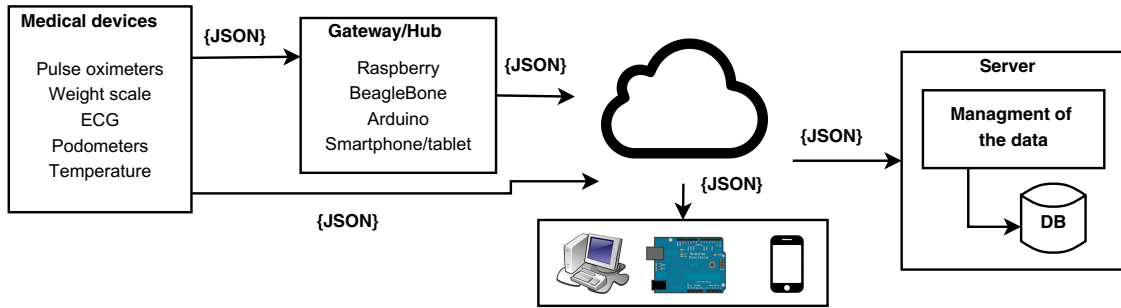 Medical devices
Pulse oximeters
Weight scale
ECG
Podometers
Temperature
{JSON}
Gateway/Hub
Raspberry
BeagleBone
Arduino
Smartphone/tablet
{JSON}
{JSON}
{JSON}
{JSON}
Server
Managment of
the data
DB